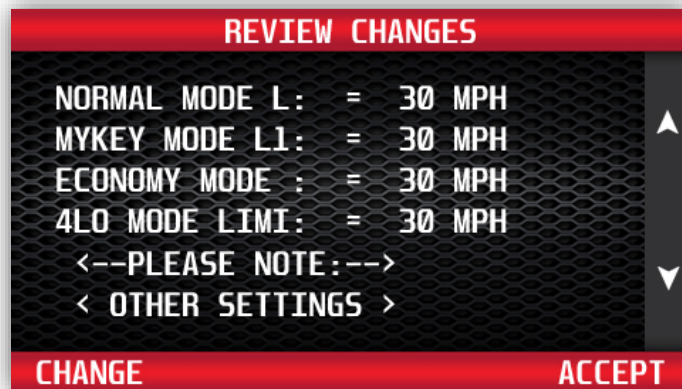 REVIEW CHANGES
NORMAL MODE L: = 30 MPH
MYKEY MODE L1: = 30 MPH
ECONOMY MODE : = 30 MPH
4LO MODE LIMI: = 30 MPH
<--PLEASE NOTE:-->
< OTHER SETTINGS >
CHANGE ACCEPT